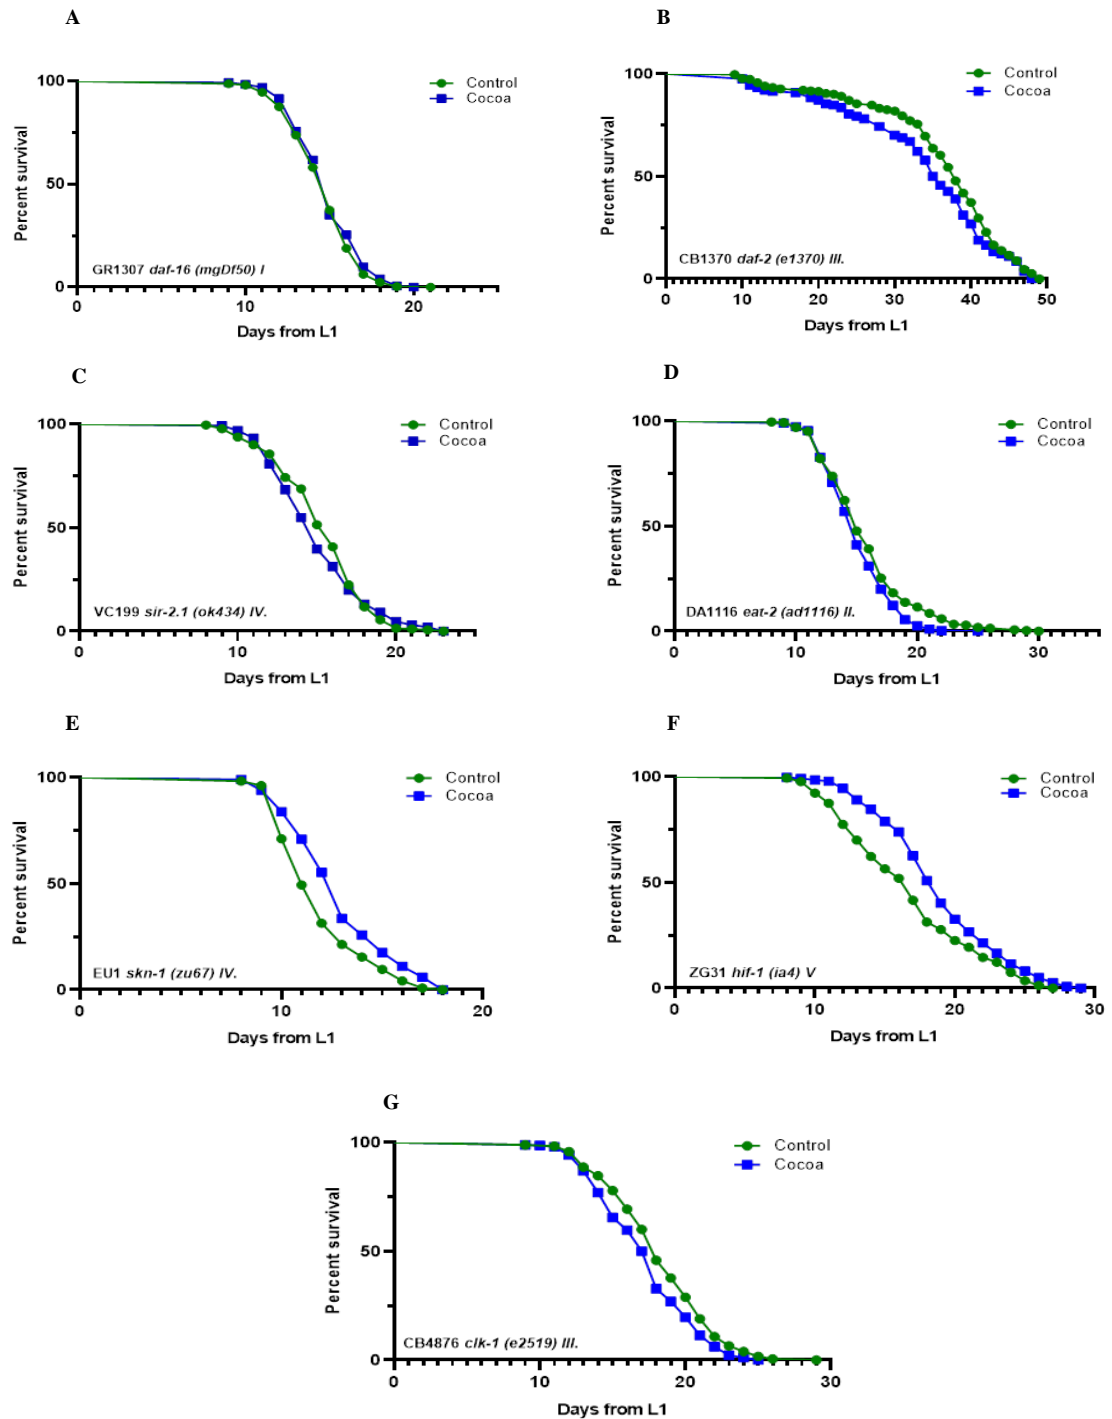 A
100
50
0
Percent survival
Control
Cocoa
GR1307 daf-16 (mgDf50) I
0 10 20
Days from L1
B
100
50
0
Percent survival
Control
Cocoa
CB1370 daf-2 (e1370) III.
0 10 20 30 40 50
Days from L1
C
100
50
0
Percent survival
Control
Cocoa
VC199 sir-2.1 (ok434) IV.
0 10 20
Days from L1
D
100
50
0
Percent survival
Control
Cocoa
DA1116 eat-2 (ad1116) II.
0 10 20 30
Days from L1
E
100
50
0
Percent survival
Control
Cocoa
EU1 skn-1 (zu67) IV.
0 10 20
Days from L1
F
100
50
0
Percent survival
Control
Cocoa
ZG31 hif-1 (ia4) V
0 10 20 30
Days from L1
G
100
50
0
Percent survival
Control
Cocoa
CB4876 clk-1 (e2519) III.
0 10 20 30
Days from L1